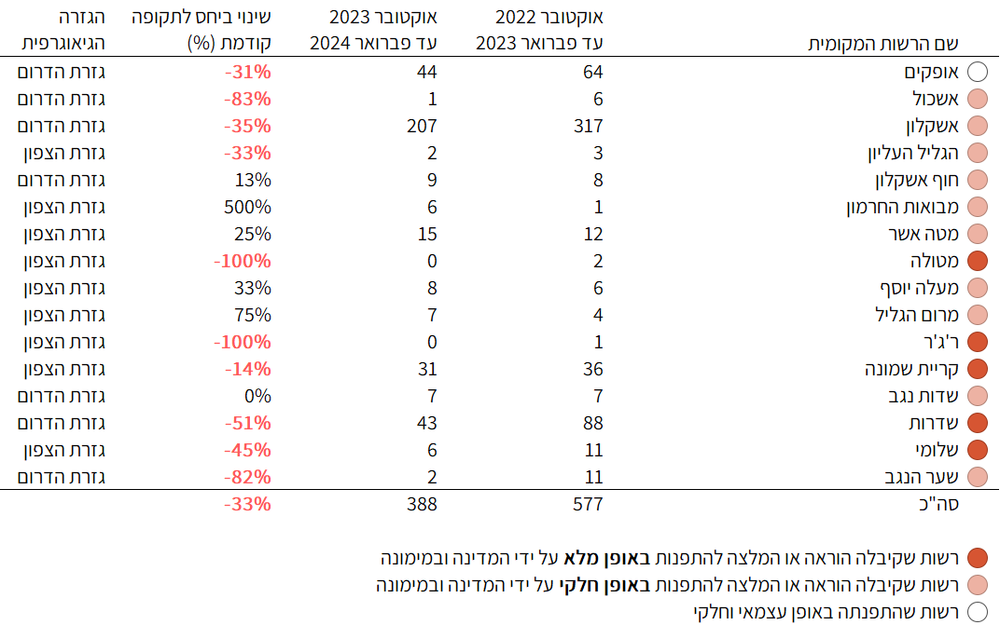 שם הרשות המקומית אוקטובר 2022 עד פברואר 2023 אוקטובר 2023 עד פברואר 2024 שינוי ביחס לתקופה קודמת (%) הגזרה הגיאוגרפית
אופקים 64 44 -31% גזרת הדרום
אשכול 6 1 -83% גזרת הדרום
אשקלון 317 207 -35% גזרת הדרום
הגליל העליון 3 2 -33% גזרת הצפון
חוף אשקלון 8 9 13% גזרת הדרום
מבואות החרמון 1 6 500% גזרת הצפון
מטה אשר 12 15 25% גזרת הצפון
מטולה 2 0 -100% גזרת הצפון
מעלה יוסף 6 8 33% גזרת הצפון
מרום הגליל 4 7 75% גזרת הצפון
ר'ג'ר 1 0 -100% גזרת הצפון
קריית שמונה 36 31 -14% גזרת הצפון
שדות נגב 7 7 0% גזרת הדרום
שדרות 88 43 -51% גזרת הדרום
שלומי 11 6 -45% גזרת הצפון
שער הנגב 11 2 -82% גזרת הדרום
סה"כ 577 388 -33%
רשות שקיבלה הוראה או המלצה להתפנות באופן מלא על ידי המדינה ובמימונה
רשות שקיבלה הוראה או המלצה להתפנות באופן חלקי על ידי המדינה ובמימונה
רשות שהתפנתה באופן עצמאי וחלקי